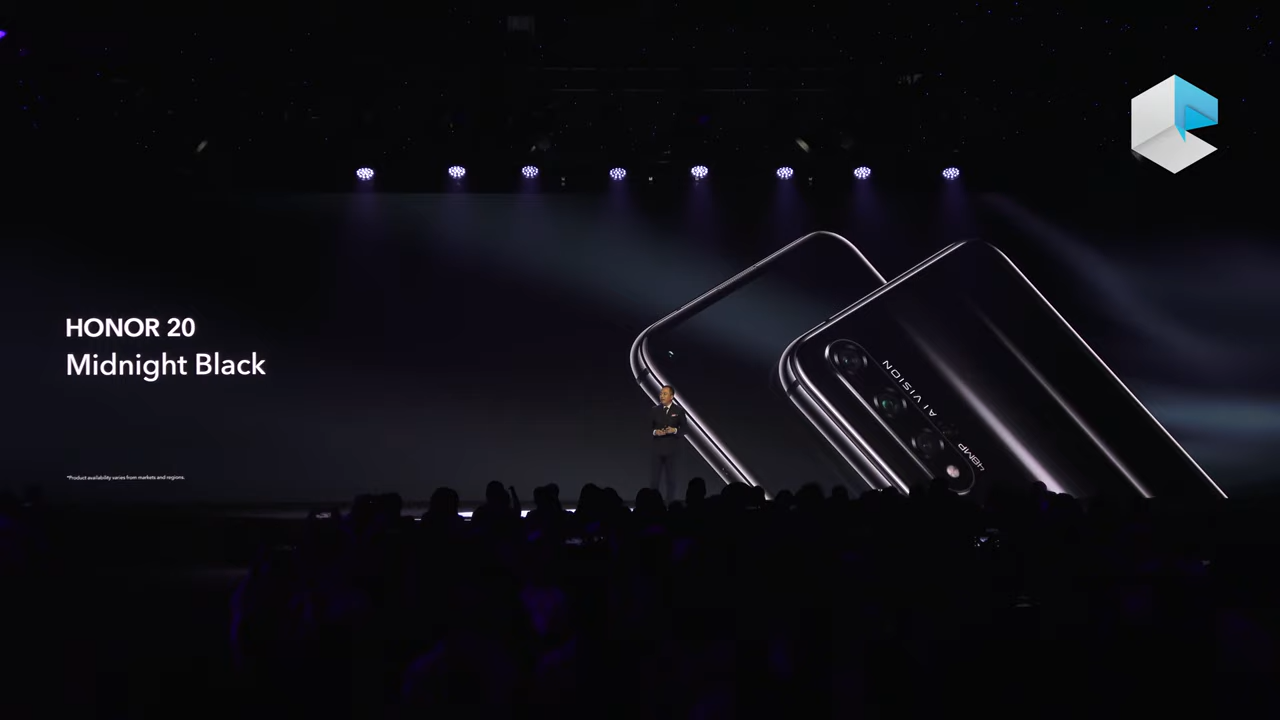 HONOR 20
Midnight Black
*Product availability varies from markets and regions.
AI VISION
48MP